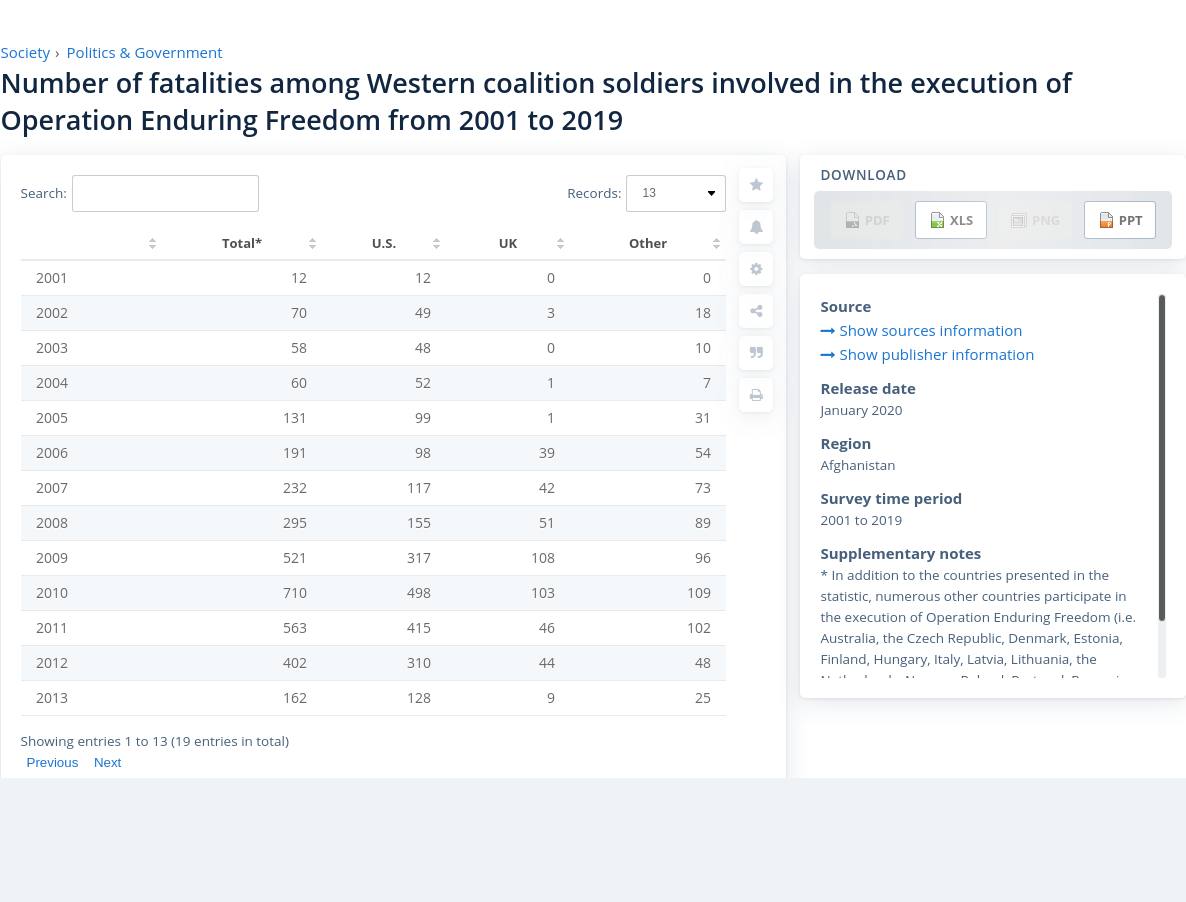 Society › Politics & Government
Number of fatalities among Western coalition soldiers involved in the execution of
Operation Enduring Freedom from 2001 to 2019
Search:
Records: 13
Total* U.S. UK Other
2001 12 12 0 0
2002 70 49 3 18
2003 58 48 0 10
2004 60 52 1 7
2005 131 99 1 31
2006 191 98 39 54
2007 232 117 42 73
2008 295 155 51 89
2009 521 317 108 96
2010 710 498 103 109
2011 563 415 46 102
2012 402 310 44 48
2013 162 128 9 25
Showing entries 1 to 13 (19 entries in total)
Previous Next
DOWNLOAD
PDF XLS PNG PPT
Source
Show sources information
Show publisher information
Release date
January 2020
Region
Afghanistan
Survey time period
2001 to 2019
Supplementary notes
* In addition to the countries presented in the
statistic, numerous other countries participate in
the execution of Operation Enduring Freedom (i.e.
Australia, the Czech Republic, Denmark, Estonia,
Finland, Hungary, Italy, Latvia, Lithuania, the